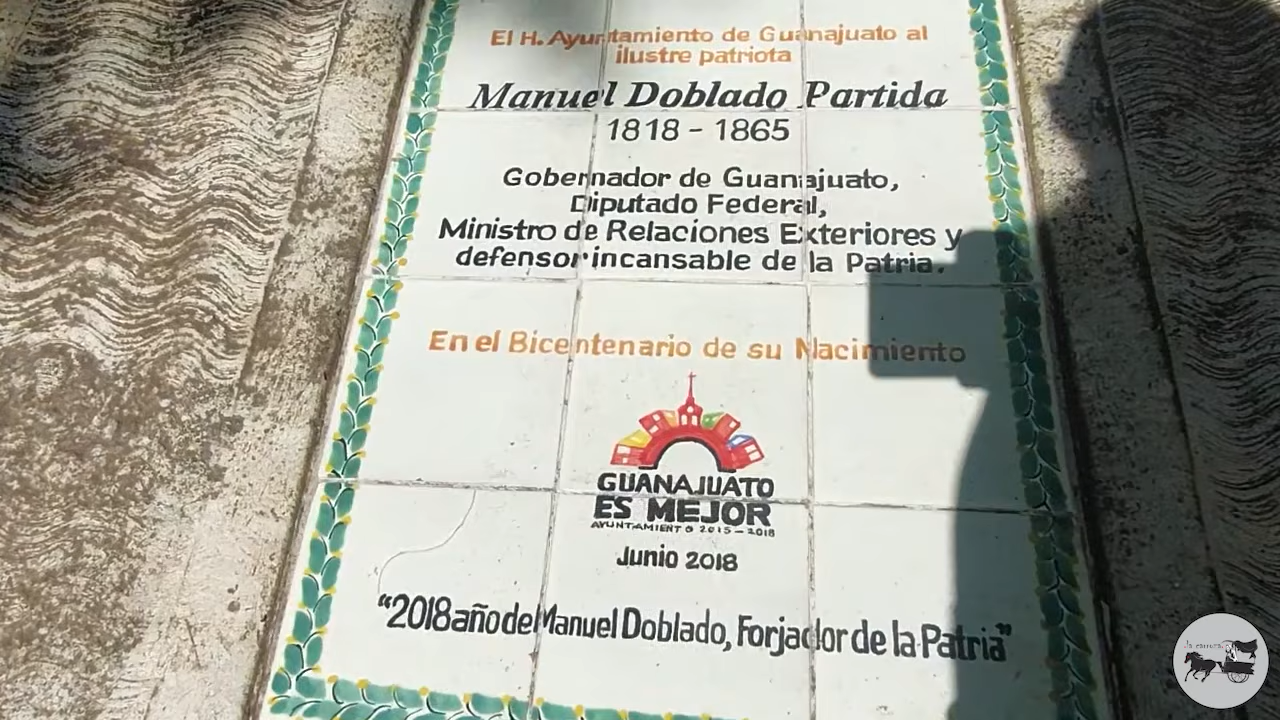 El H. Ayuntamiento de Guanajuato al
ilustre patriota
Manuel Doblado Partida
1818 - 1865
Gobernador de Guanajuato,
Diputado Federal,
Ministro de Relaciones Exteriores y
defensor incansable de la Patria.
En el Bicentenario de su Nacimiento
GUANAJUATO
ES MEJOR
AYUNTAMIENTO 2015-2018
Junio 2018
"2018 año del Manuel Doblado, Forjador de la Patria"